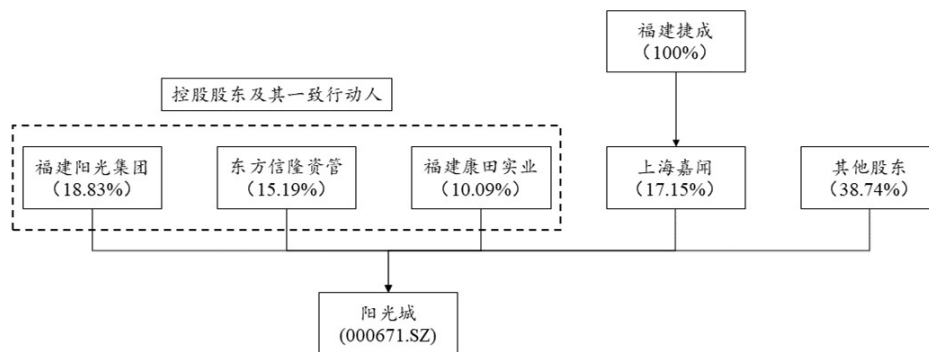 福建捷成
（100%）
控股股东及其一致行动人
福建阳光集团
（18.83%）
东方信隆资管
（15.19%）
福建康田实业
（10.09%）
上海嘉闻
（17.15%）
其他股东
（38.74%）
阳光城
(000671.SZ)